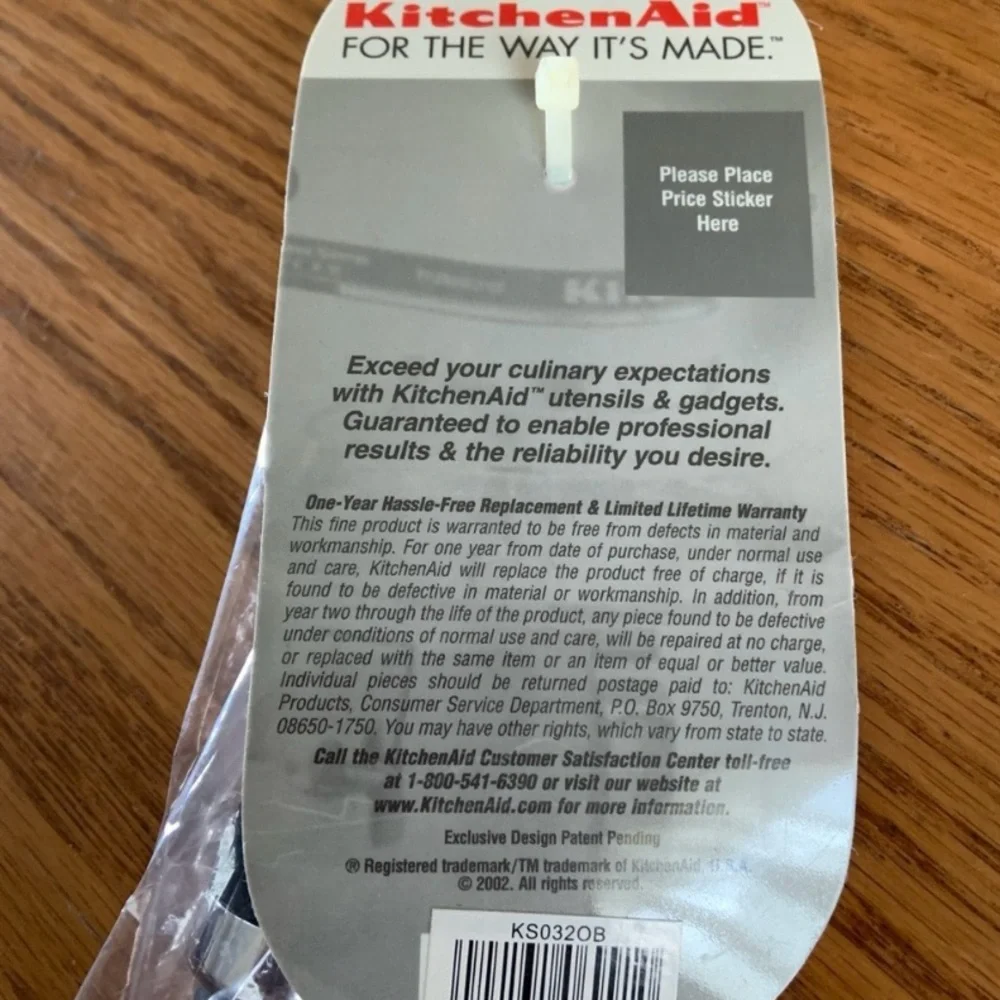 KitchenAid™
FOR THE WAY IT'S MADE.™
Please Place
Price Sticker
Here
Exceed your culinary expectations
with KitchenAid™ utensils & gadgets.
Guaranteed to enable professional
results & the reliability you desire.
One-Year Hassle-Free Replacement & Limited Lifetime Warranty
This fine product is warranted to be free from defects in material and
workmanship. For one year from date of purchase, under normal use
and care, KitchenAid will replace the product free of charge, if it is
found to be defective in material or workmanship. In addition, from
year two through the life of the product, any piece found to be defective
under conditions of normal use and care, will be repaired at no charge,
or replaced with the same item or an item of equal or better value.
Individual pieces should be returned postage paid to: KitchenAid
Products, Consumer Service Department, P.O. Box 9750, Trenton, N.J.
08650-1750. You may have other rights, which vary from state to state.
Call the KitchenAid Customer Satisfaction Center toll-free
at 1-800-541-6390 or visit our website at
www.KitchenAid.com for more information.
Exclusive Design Patent Pending
® Registered trademark/TM trademark of KitchenAid, U.S.A.
© 2002. All rights reserved.
KS032OB